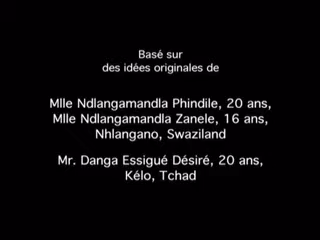 Basé sur
des idées originales de
Mlle Ndlangamandla Phindile, 20 ans,
Mlle Ndlangamandla Zanele, 16 ans,
Nhlangano, Swaziland
Mr. Danga Essigué Désiré, 20 ans,
Kélo, Tchad